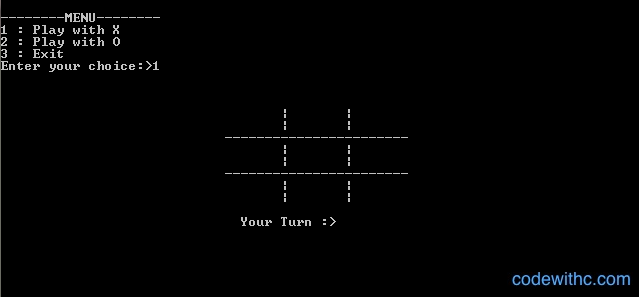 --------MENU--------
1 : Play with X
2 : Play with O
3 : Exit
Enter your choice:>1
Your Turn :>
codewithc.com